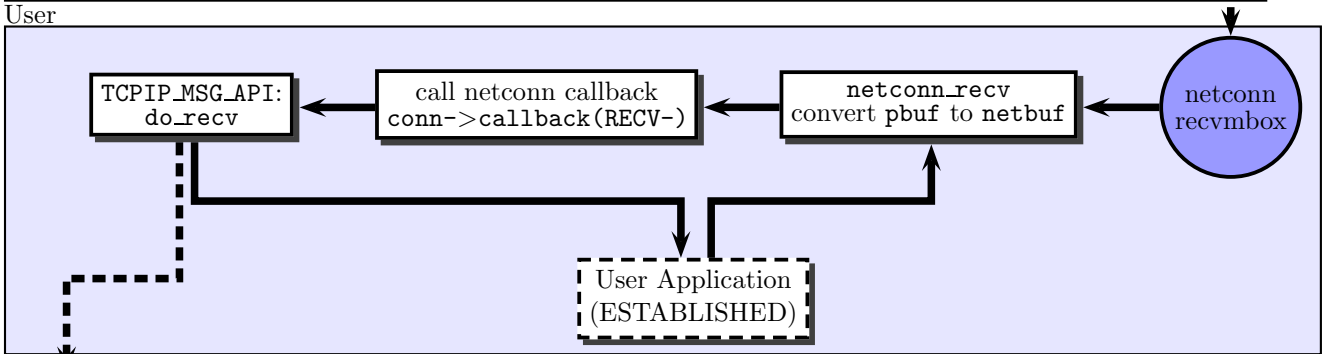 User
TCPIP_MSG_API:
do_recv
call netconn callback
conn->callback(RECV-)
netconn_recv
convert pbuf to netbuf
netconn
recvmbox
User Application
(ESTABLISHED)